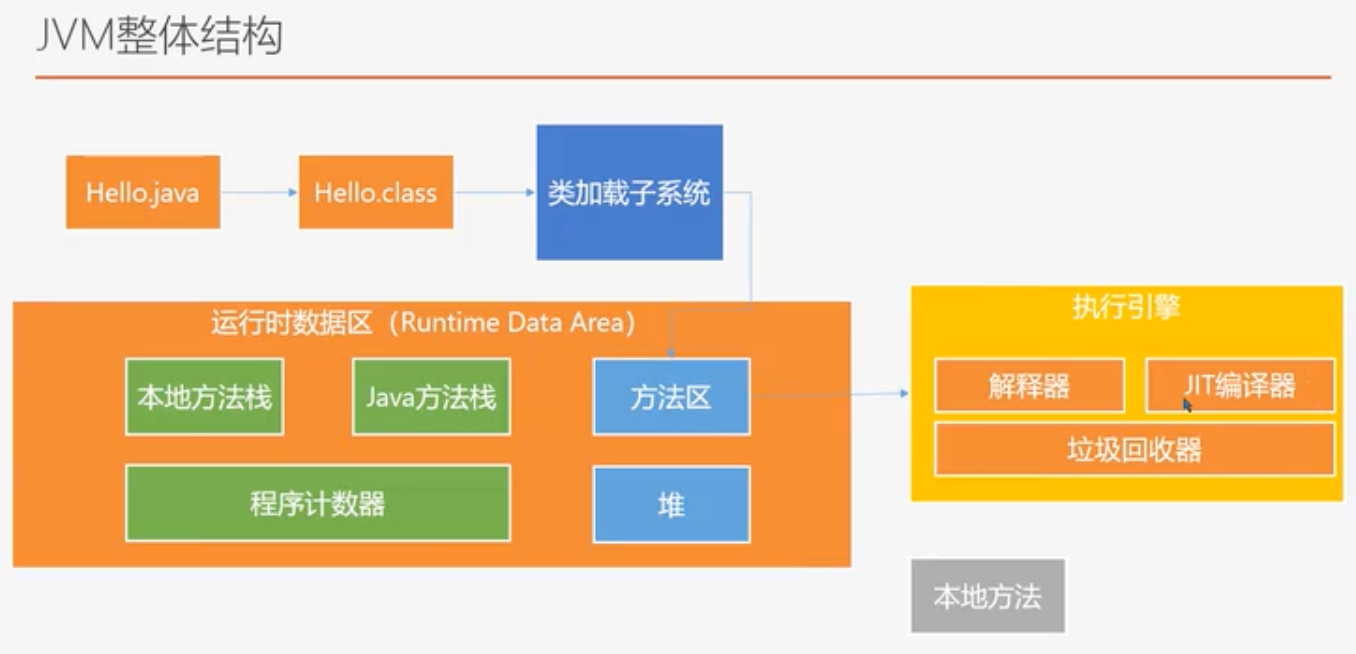 JVM整体结构
Hello.java
Hello.class
类加载子系统
运行时数据区（Runtime Data Area）
本地方法栈
Java方法栈
方法区
程序计数器
堆
执行引擎
解释器
JIT编译器
垃圾回收器
本地方法